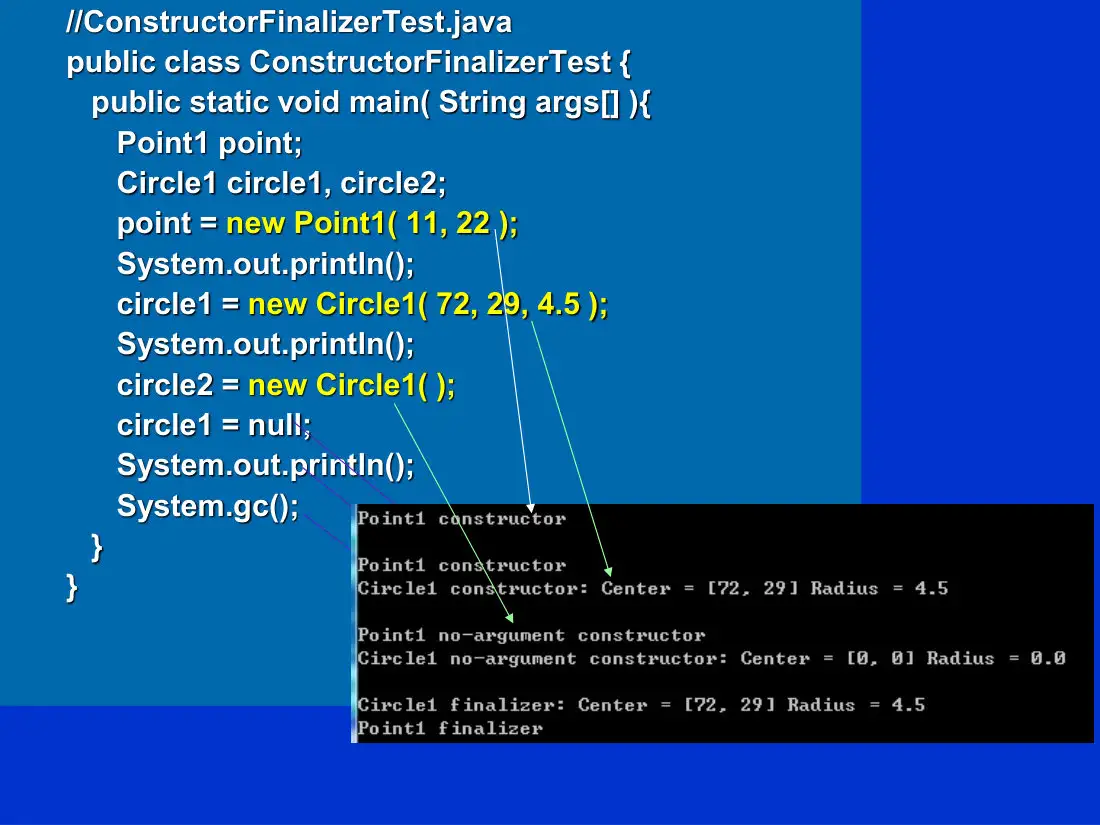 //ConstructorFinalizerTest.java
public class ConstructorFinalizerTest {
public static void main( String args[] ){
Point1 point;
Circle1 circle1, circle2;
point = new Point1( 11, 22 );
System.out.println();
circle1 = new Circle1( 72, 29, 4.5 );
System.out.println();
circle2 = new Circle1( );
circle1 = null;
System.out.println();
System.gc();
}
}
Point1 constructor
Point1 constructor
Circle1 constructor: Center = [72, 29] Radius = 4.5
Point1 no-argument constructor
Circle1 no-argument constructor: Center = [0, 0] Radius = 0.0
Circle1 finalizer: Center = [72, 29] Radius = 4.5
Point1 finalizer